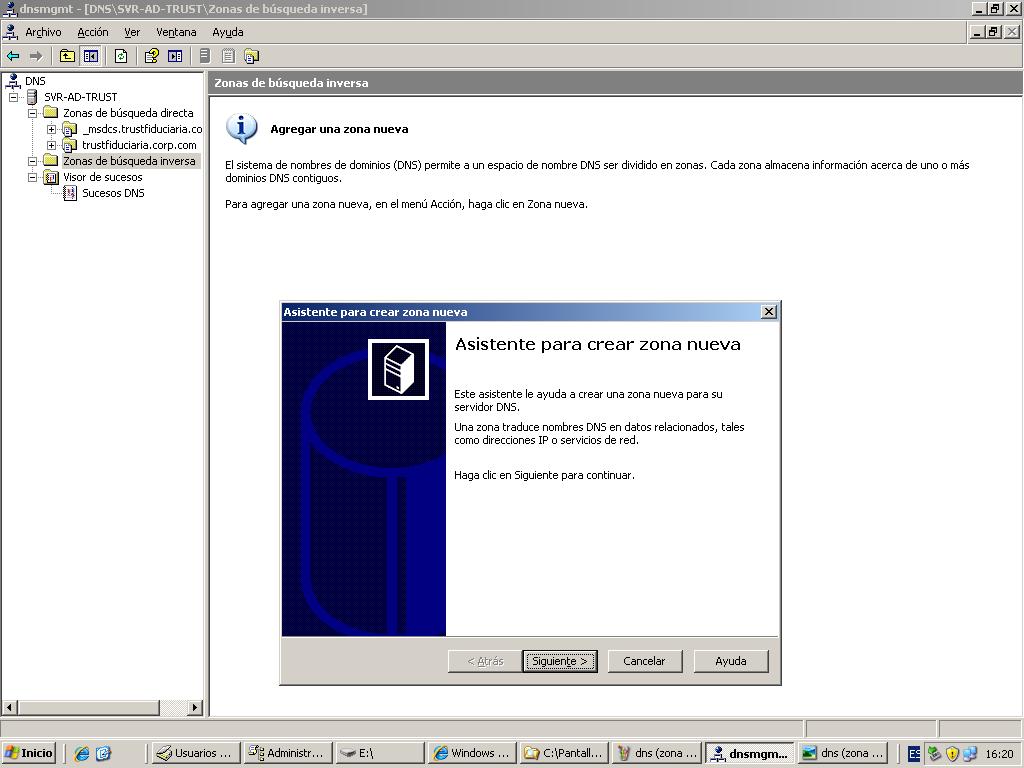 dnsmgmt - [DNS\SVR-AD-TRUST\Zonas de búsqueda inversa]
Archivo Acción Ver Ventana Ayuda
DNS
SVR-AD-TRUST
Zonas de búsqueda directa
_msdcs.trustfiduciaria.co
trustfiduciaria.corp.com
Zonas de búsqueda inversa
Visor de sucesos
Sucesos DNS
Zonas de búsqueda inversa
Agregar una zona nueva
El sistema de nombres de dominios (DNS) permite a un espacio de nombre DNS ser dividido en zonas. Cada zona almacena información acerca de uno o más
dominios DNS contiguos.
Para agregar una zona nueva, en el menú Acción, haga clic en Zona nueva.
Asistente para crear zona nueva
Asistente para crear zona nueva
Este asistente le ayuda a crear una zona nueva para su
servidor DNS.
Una zona traduce nombres DNS en datos relacionados, tales
como direcciones IP o servicios de red.
Haga clic en Siguiente para continuar.
< Atrás Siguiente > Cancelar Ayuda
Inicio Usuarios ... Administr... E:\ Windows ... C:\Pantall... dns (zona ... dnsmgm... dns (zona ... ES 16:20